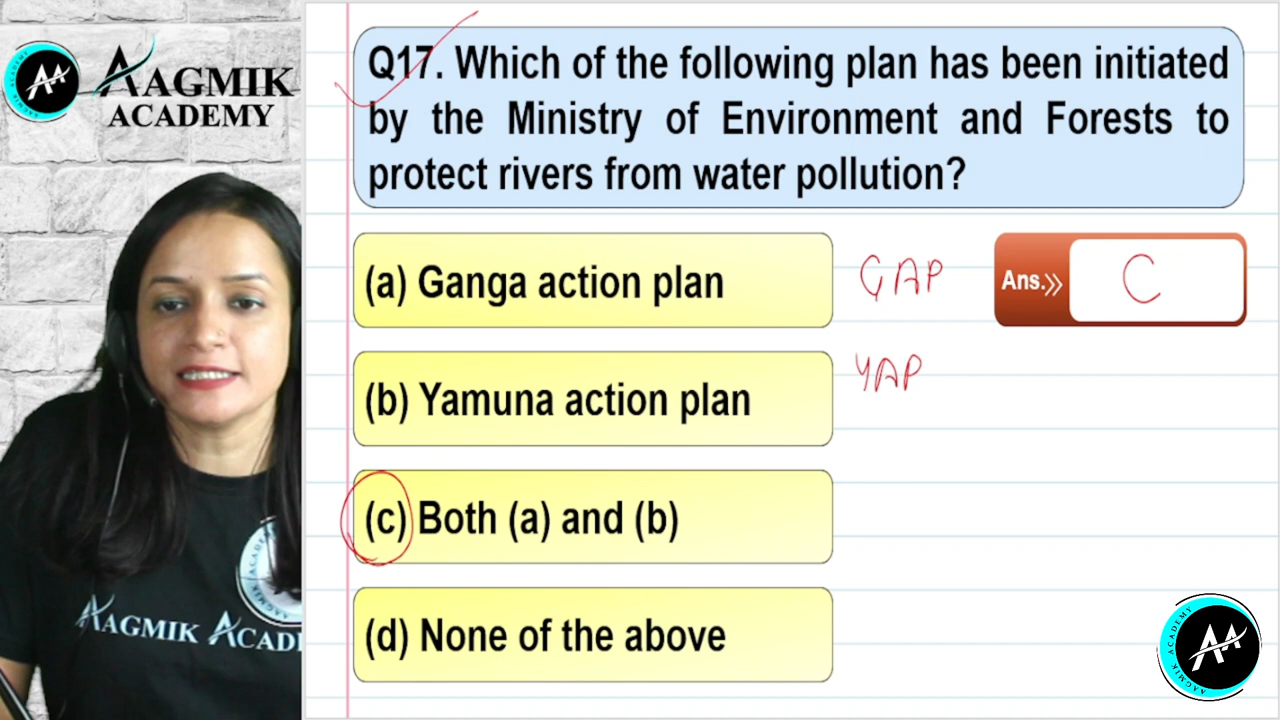 AAGMIK
ACADEMY
Q17. Which of the following plan has been initiated
by the Ministry of Environment and Forests to
protect rivers from water pollution?
(a) Ganga action plan
GAP
Ans.
C
(b) Yamuna action plan
YAP
(c) Both (a) and (b)
(d) None of the above
AAGMIK ACAD